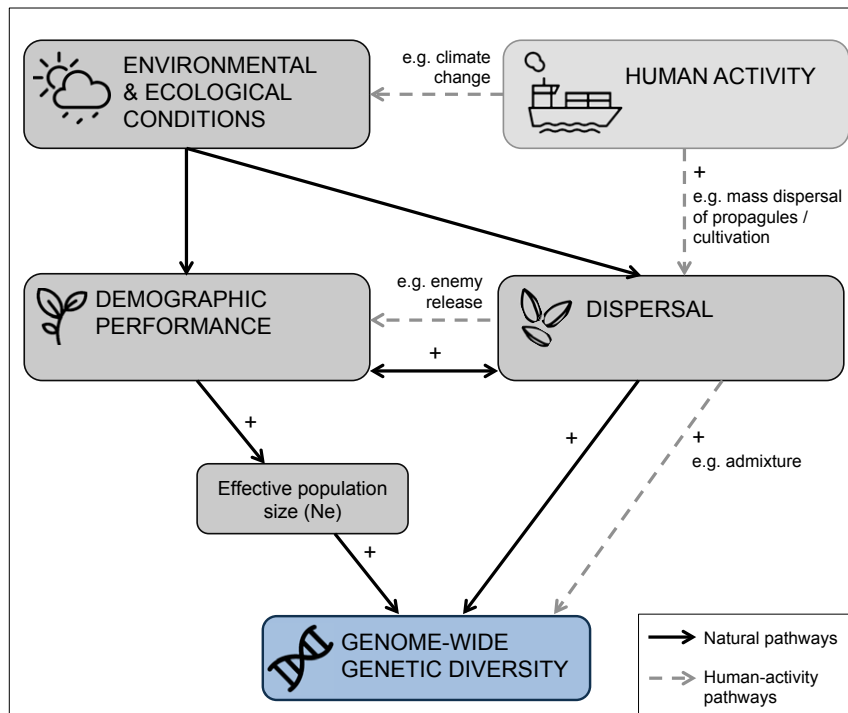 ENVIRONMENTAL
& ECOLOGICAL
CONDITIONS
e.g. climate
change
HUMAN ACTIVITY
+
e.g. mass dispersal
of propagules /
cultivation
DEMOGRAPHIC
PERFORMANCE
e.g. enemy
release
DISPERSAL
+
+
+
+
e.g. admixture
Effective population
size (Ne)
+
GENOME-WIDE
GENETIC DIVERSITY
Natural pathways
Human-activity
pathways